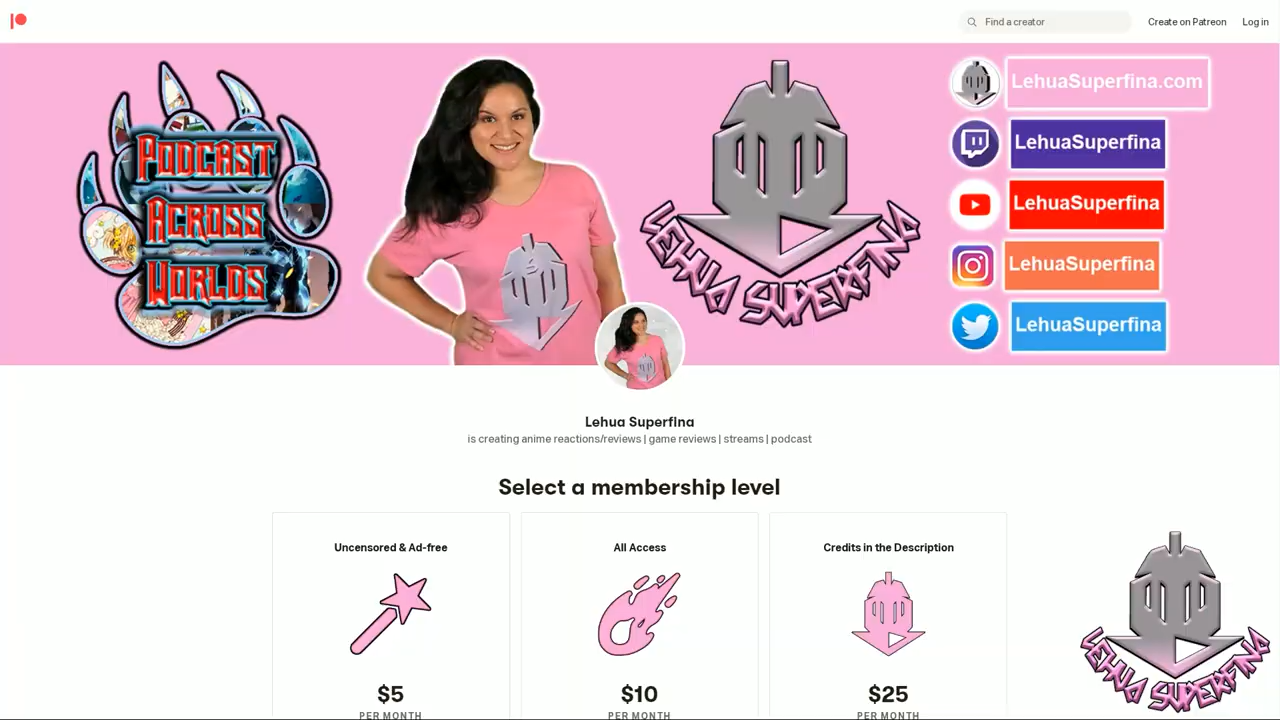 Find a creator
Create on Patreon
Log in
PODCAST
ACROSS
WORLDS
LEHUA SUPERFINA
LehuaSuperfina.com
LehuaSuperfina
LehuaSuperfina
LehuaSuperfina
LehuaSuperfina
Lehua Superfina
is creating anime reactions/reviews | game reviews | streams | podcast
Select a membership level
Uncensored & Ad-free
All Access
Credits in the Description
$5
$10
$25
PER MONTH
PER MONTH
PER MONTH
LEHUA SUPERFINA